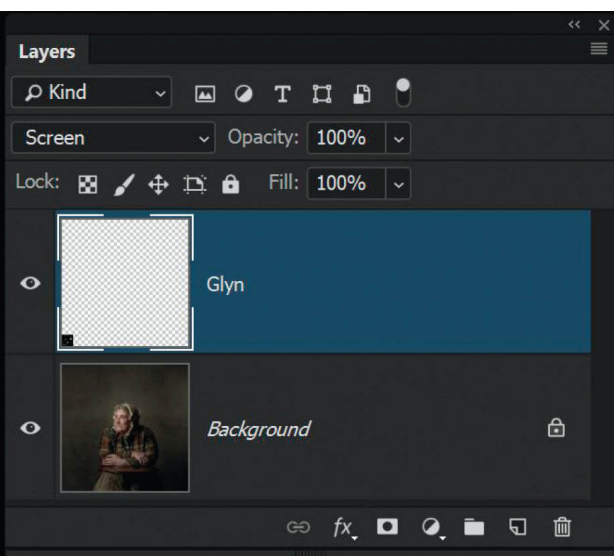 Layers
Kind
Screen Opacity: 100%
Lock: Fill: 100%
Glyn
Background
fx